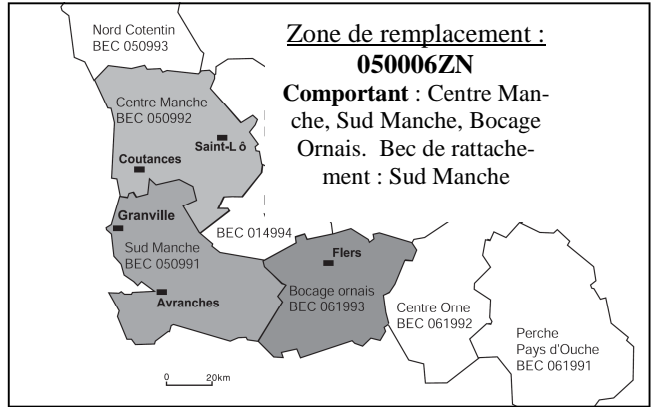 Nord Cotentin
BEC 050993
Zone de remplacement :
050006ZN
Comportant : Centre Man-
che, Sud Manche, Bocage
Ornais. Bec de rattache-
ment : Sud Manche
Centre Manche
BEC 050992
Saint-L ô
Coutances
Granville
BEC 014994
Sud Manche
BEC 050991
Flers
Avranches
Bocage ornais
BEC 061993
Centre Orne
BEC 061992
Perche
Pays d'Ouche
BEC 061991
0 20km